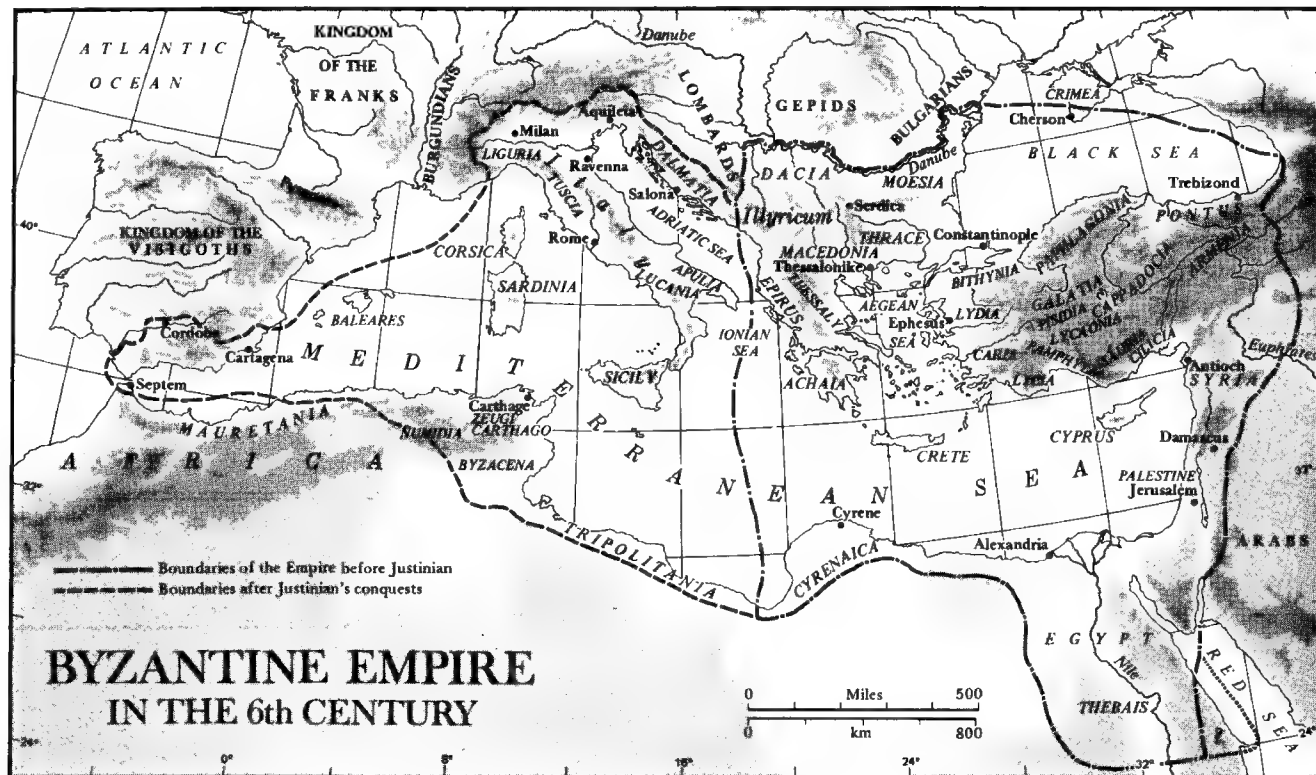 ATLANTIC
OCEAN
KINGDOM
OF THE
FRANKS
BURGUNDIANS
Danube
LOMBARDS
GEPIDS
BULGARIANS
CRIMEA
Cherson
BLACK SEA
Aquileia
Milan
LIGURIA
Ravenna
Italy
TUSCIA
DALMATIA
Salona
ADRIATIC SEA
DACIA
Danube
MOESIA
Illyricum
Serdica
THRACE
Trebizond
PONTUS
PAPHLAGONIA
ARMENIA
Constantinople
BITHYNIA
40°
KINGDOM OF THE
VISIGOTHS
CORSICA
Rome
SARDINIA
APULIA
LUCANIA
MACEDONIA
Thessalonike
EPIRUS
THESSALY
AEGEAN
SEA
Ephesus
LYDIA
GALATIA
PISIDIA
CAPPADOCIA
LYCAONIA
CARIA
CILICIA
LYCIA
BALEARES
Cordoba
Cartagena
IONIAN
SEA
ACHAIA
SICILY
Euphrates
Antioch
SYRIA
MEDITERRANEAN SEA
Septem
MAURETANIA
Carthage
ZEUGI
CARTHAGO
NUMIDIA
BYZACENA
AFRICA
32°
CRETE
CYPRUS
Damascus
PALESTINE
Jerusalem
ARABS
Cyrene
Alexandria
TRIPOLITANIA
CYRENAICA
Boundaries of the Empire before Justinian
Boundaries after Justinian's conquests
BYZANTINE EMPIRE
IN THE 6th CENTURY
0 Miles 500
0 km 800
EGYPT
Nile
THEBAIS
RED SEA
24°
0°
8°
16°
24°
32°
24°